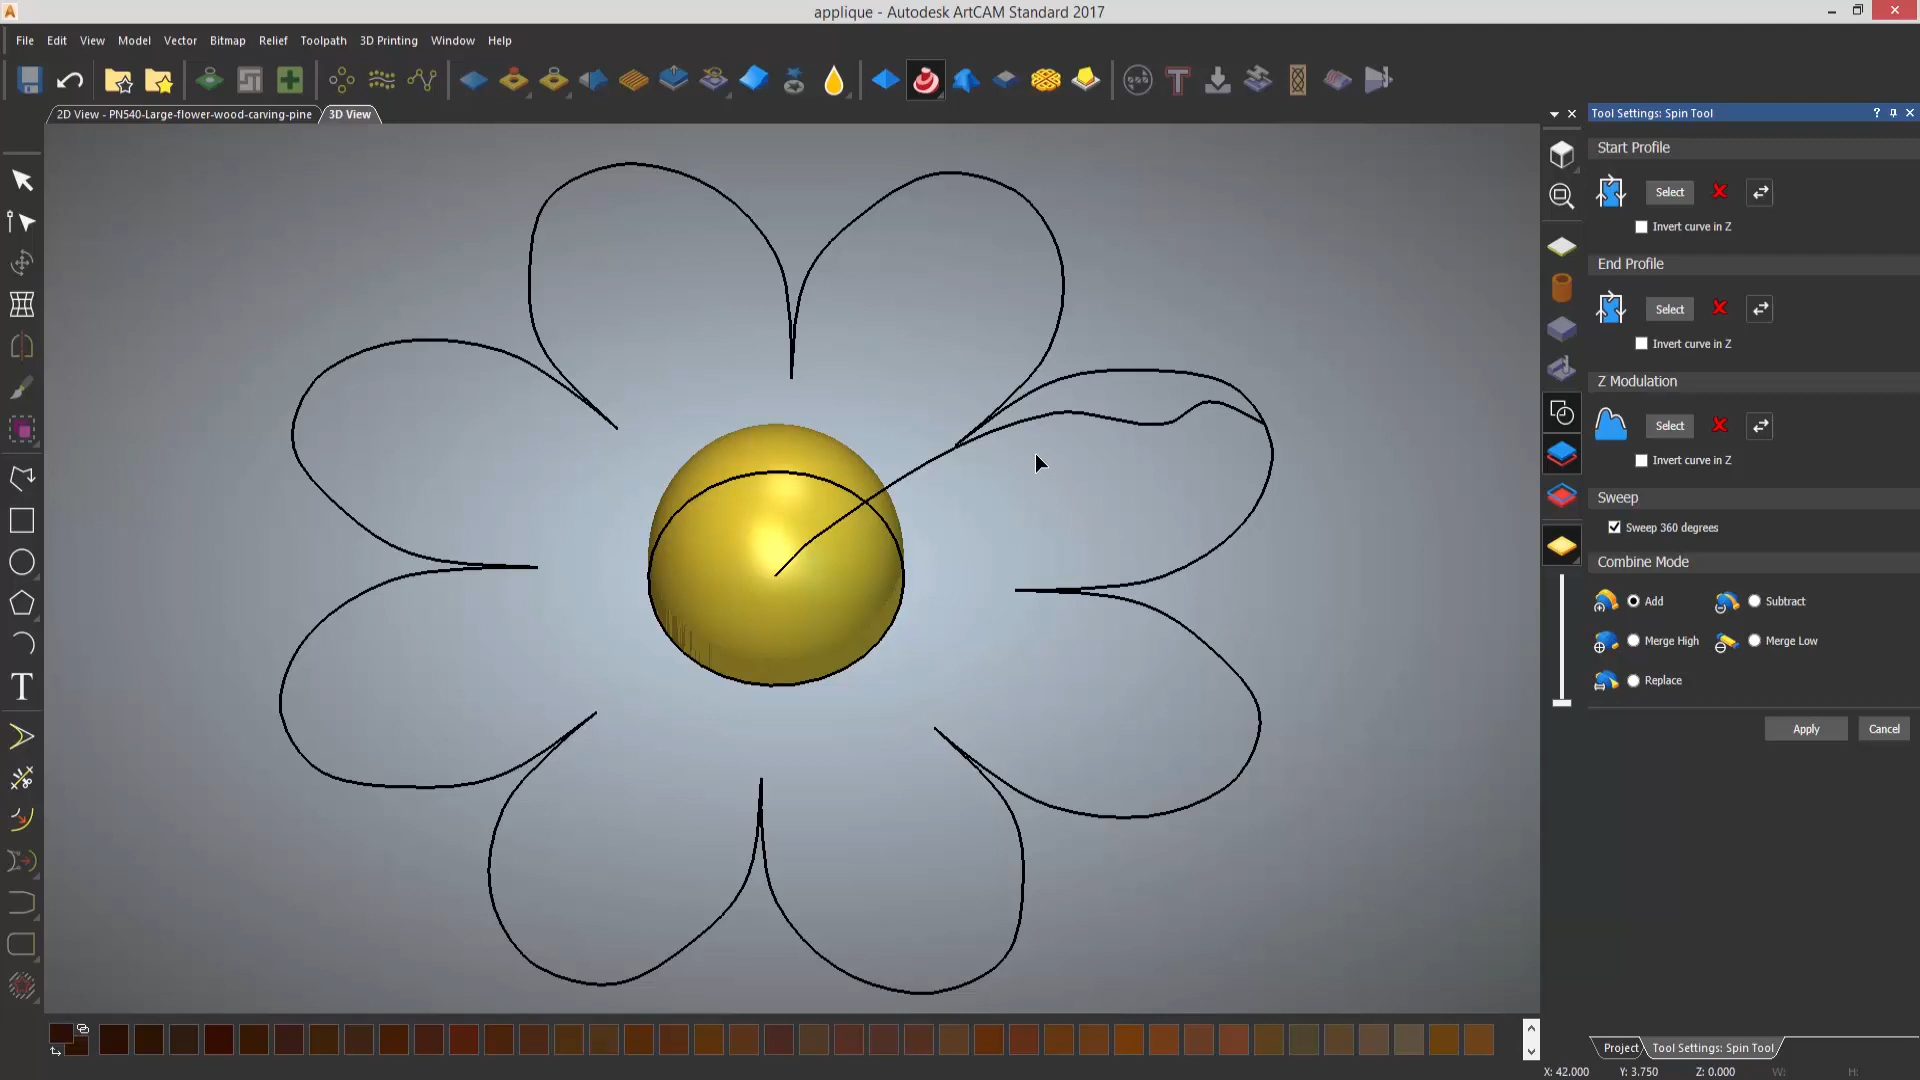 applique - Autodesk ArtCAM Standard 2017
File Edit View Model Vector Bitmap Relief Toolpath 3D Printing Window Help
2D View - PN540-Large-flower-wood-carving-pine 3D View
Tool Settings: Spin Tool
Start Profile
Select
Invert curve in Z
End Profile
Select
Invert curve in Z
Z Modulation
Select
Invert curve in Z
Sweep
Sweep 360 degrees
Combine Mode
Add Subtract
Merge High Merge Low
Replace
Apply Cancel
Project Tool Settings: Spin Tool
X: 42.000 Y: 3.750 Z: 0.000 W: H: